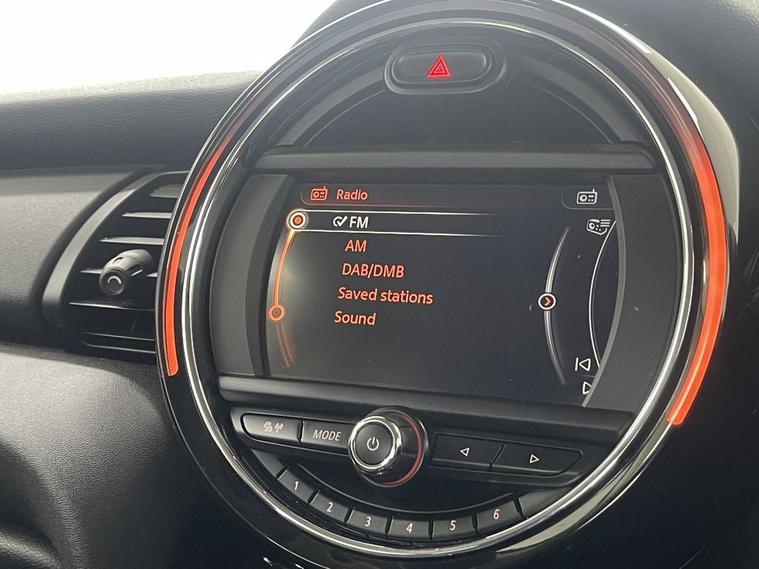 Radio
FM
AM
DAB/DMB
Saved stations
Sound
MODE
1 2 3 4 5 6